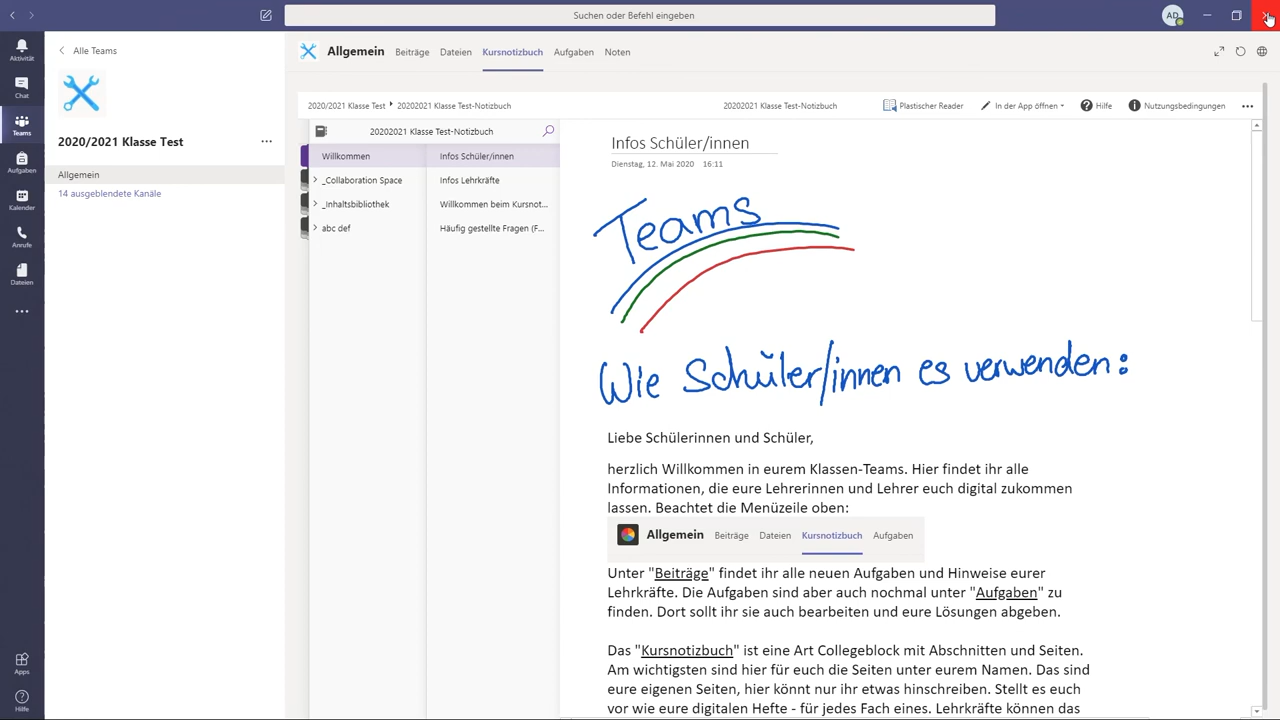 Suchen oder Befehl eingeben
AD
Aktivität
Chat
Teams
Aufgaben
Kalender
Anrufe
Dateien
Apps
Hilfe
Alle Teams
2020/2021 Klasse Test
Allgemein
14 ausgeblendete Kanäle
Allgemein Beiträge Dateien Kursnotizbuch Aufgaben Noten
2020/2021 Klasse Test 20202021 Klasse Test-Notizbuch 20202021 Klasse Test-Notizbuch Plastischer Reader In der App öffnen Hilfe Nutzungsbedingungen
20202021 Klasse Test-Notizbuch
Willkommen
_Collaboration Space
_Inhaltsbibliothek
abc def
Infos Schüler/innen
Infos Lehrkräfte
Willkommen beim Kursnot...
Häufig gestellte Fragen (F...
Infos Schüler/innen
Dienstag, 12. Mai 2020 16:11
Teams
Wie Schüler/innen es verwenden:
Liebe Schülerinnen und Schüler,
herzlich Willkommen in eurem Klassen-Teams. Hier findet ihr alle
Informationen, die eure Lehrerinnen und Lehrer euch digital zukommen
lassen. Beachtet die Menüzeile oben:
Allgemein Beiträge Dateien Kursnotizbuch Aufgaben
Unter "Beiträge" findet ihr alle neuen Aufgaben und Hinweise eurer
Lehrkräfte. Die Aufgaben sind aber auch nochmal unter "Aufgaben" zu
finden. Dort sollt ihr sie auch bearbeiten und eure Lösungen abgeben.
Das "Kursnotizbuch" ist eine Art Collegeblock mit Abschnitten und Seiten.
Am wichtigsten sind hier für euch die Seiten unter eurem Namen. Das sind
eure eigenen Seiten, hier könnt nur ihr etwas hinschreiben. Stellt es euch
vor wie eure digitalen Hefte - für jedes Fach eines. Lehrkräfte können das